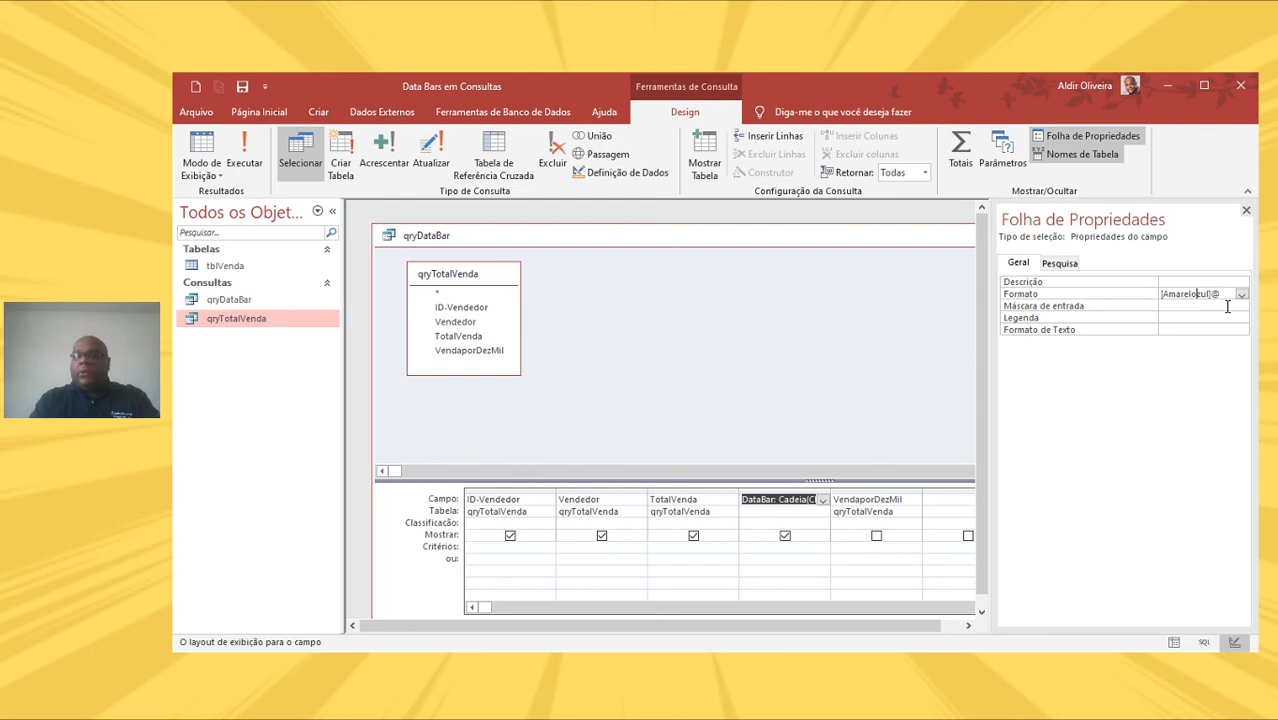 Data Bars em Consultas
Ferramentas de Consulta
Aldir Oliveira
Arquivo Página Inicial Criar Dados Externos Ferramentas de Banco de Dados Ajuda Design Diga-me o que você deseja fazer
Modo de Exibição
Executar
Resultados
Selecionar
Criar Tabela
Acrescentar
Atualizar
Tabela de Referência Cruzada
Excluir
União
Passagem
Definição de Dados
Tipo de Consulta
Mostrar Tabela
Inserir Linhas
Excluir Linhas
Construtor
Inserir Colunas
Excluir colunas
Retornar: Todas
Configuração da Consulta
Totais
Parâmetros
Folha de Propriedades
Nomes de Tabela
Mostrar/Ocultar
Todos os Objet...
Pesquisar...
Tabelas
tblVenda
Consultas
qryDataBar
qryTotalVenda
qryDataBar
qryTotalVenda
*
ID-Vendedor
Vendedor
TotalVenda
VendaporDezMil
Campo: ID-Vendedor Vendedor TotalVenda DataBar: Cadeia(C VendaporDezMil
Tabela: qryTotalVenda qryTotalVenda qryTotalVenda qryTotalVenda
Classificação:
Mostrar:
Critérios:
ou:
Folha de Propriedades
Tipo de seleção: Propriedades do campo
Geral Pesquisa
Descrição
Formato [Amarelozul]@
Máscara de entrada
Legenda
Formato de Texto
O layout de exibição para o campo
SQL